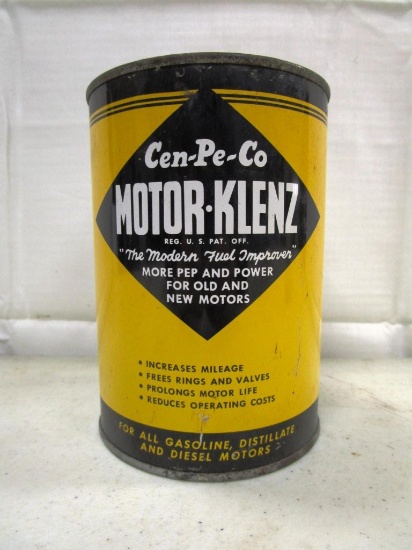 Cen-Pe-Co
MOTOR·KLENZ
REG. U. S. PAT. OFF.
"The Modern Fuel Improver"
MORE PEP AND POWER
FOR OLD AND
NEW MOTORS
• INCREASES MILEAGE
• FREES RINGS AND VALVES
• PROLONGS MOTOR LIFE
• REDUCES OPERATING COSTS
FOR ALL GASOLINE, DISTILLATE
AND DIESEL MOTORS